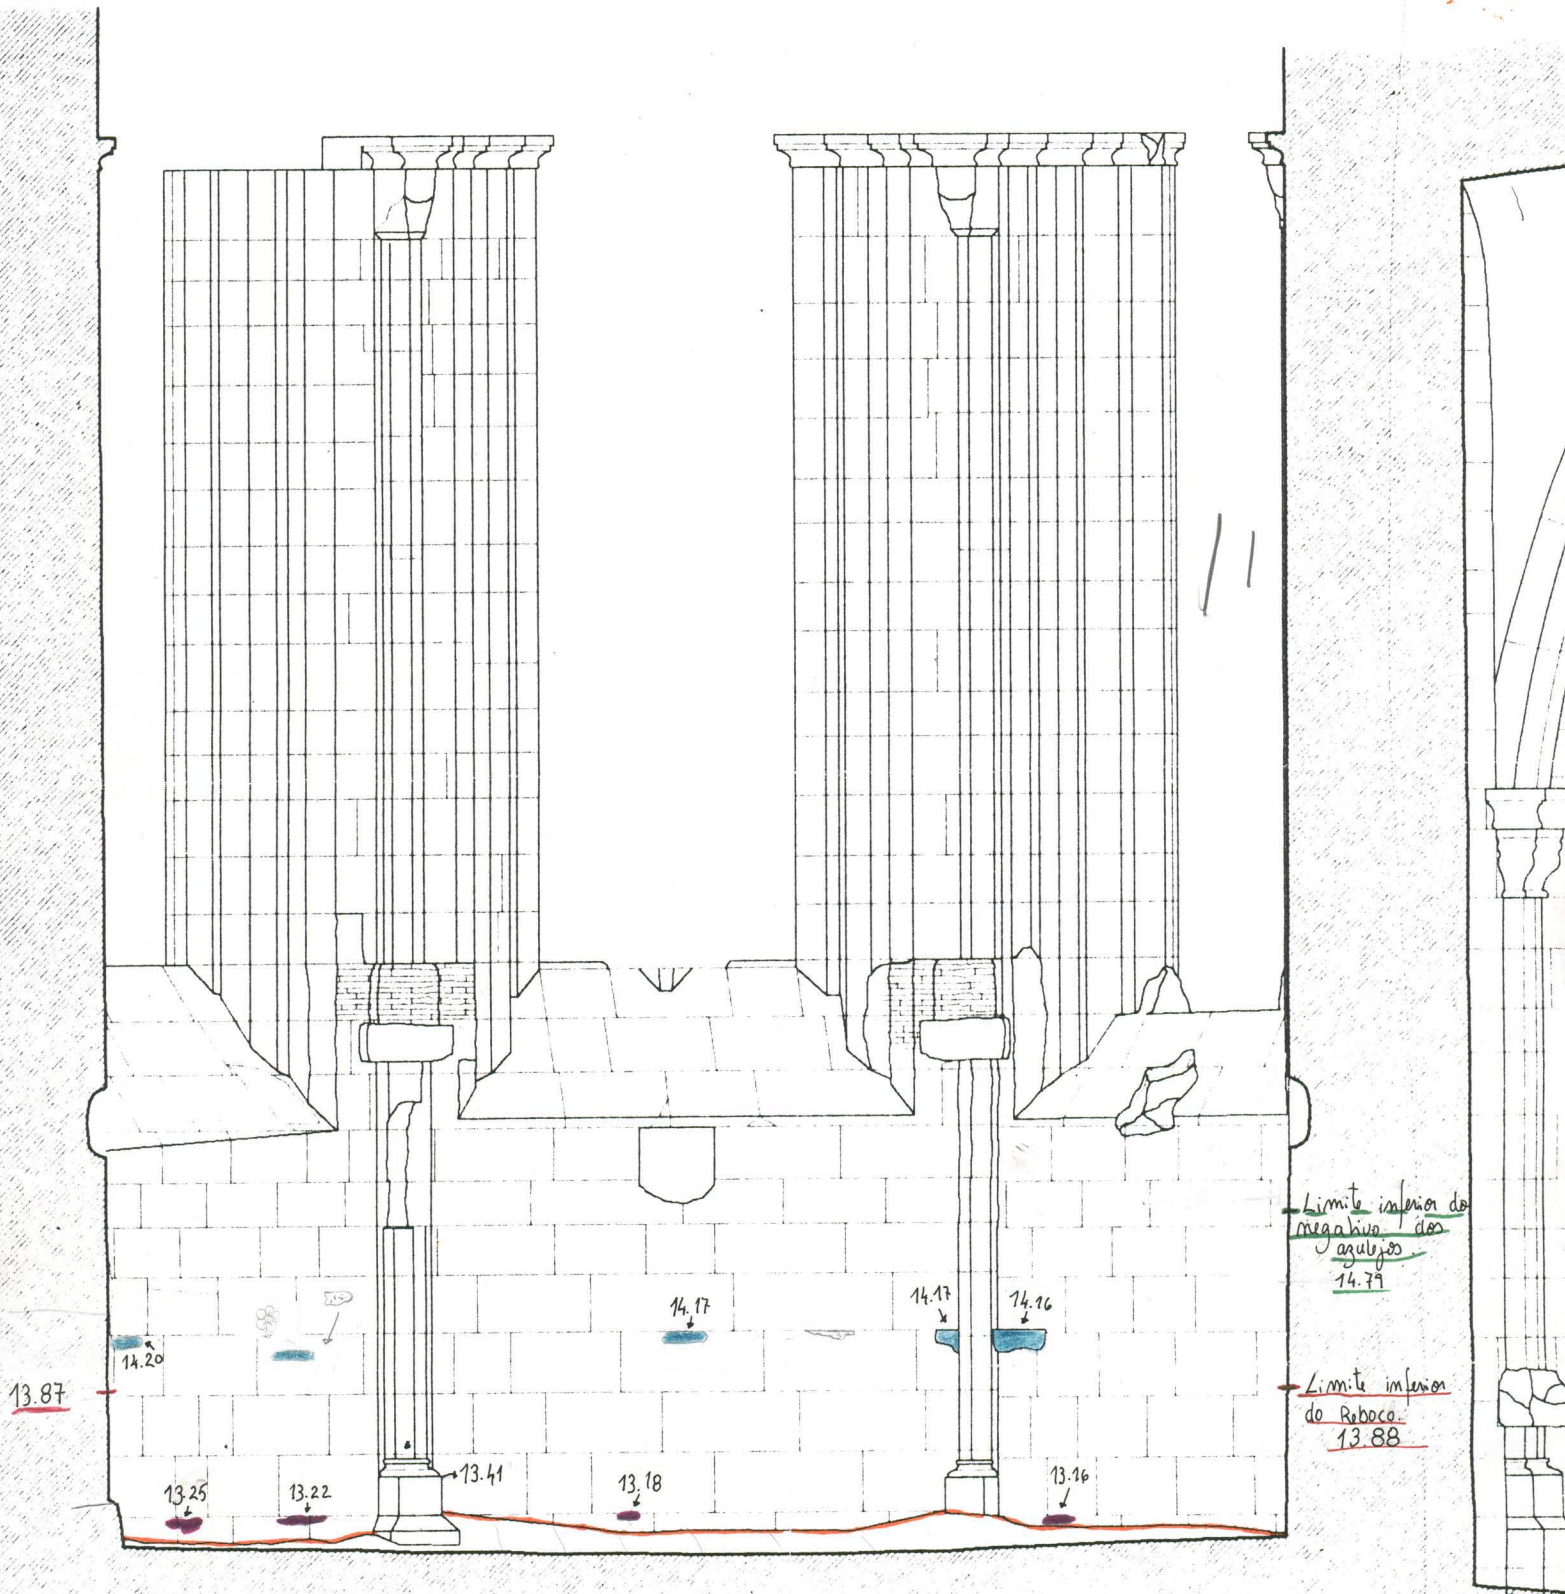 Limite inferior do
negativo dos
azulejos.
14.79
14.17
14.17
14.16
14.20
13.87
Limite inferior
do Reboco.
13.88
13.41
13.25
13.22
13.18
13.16